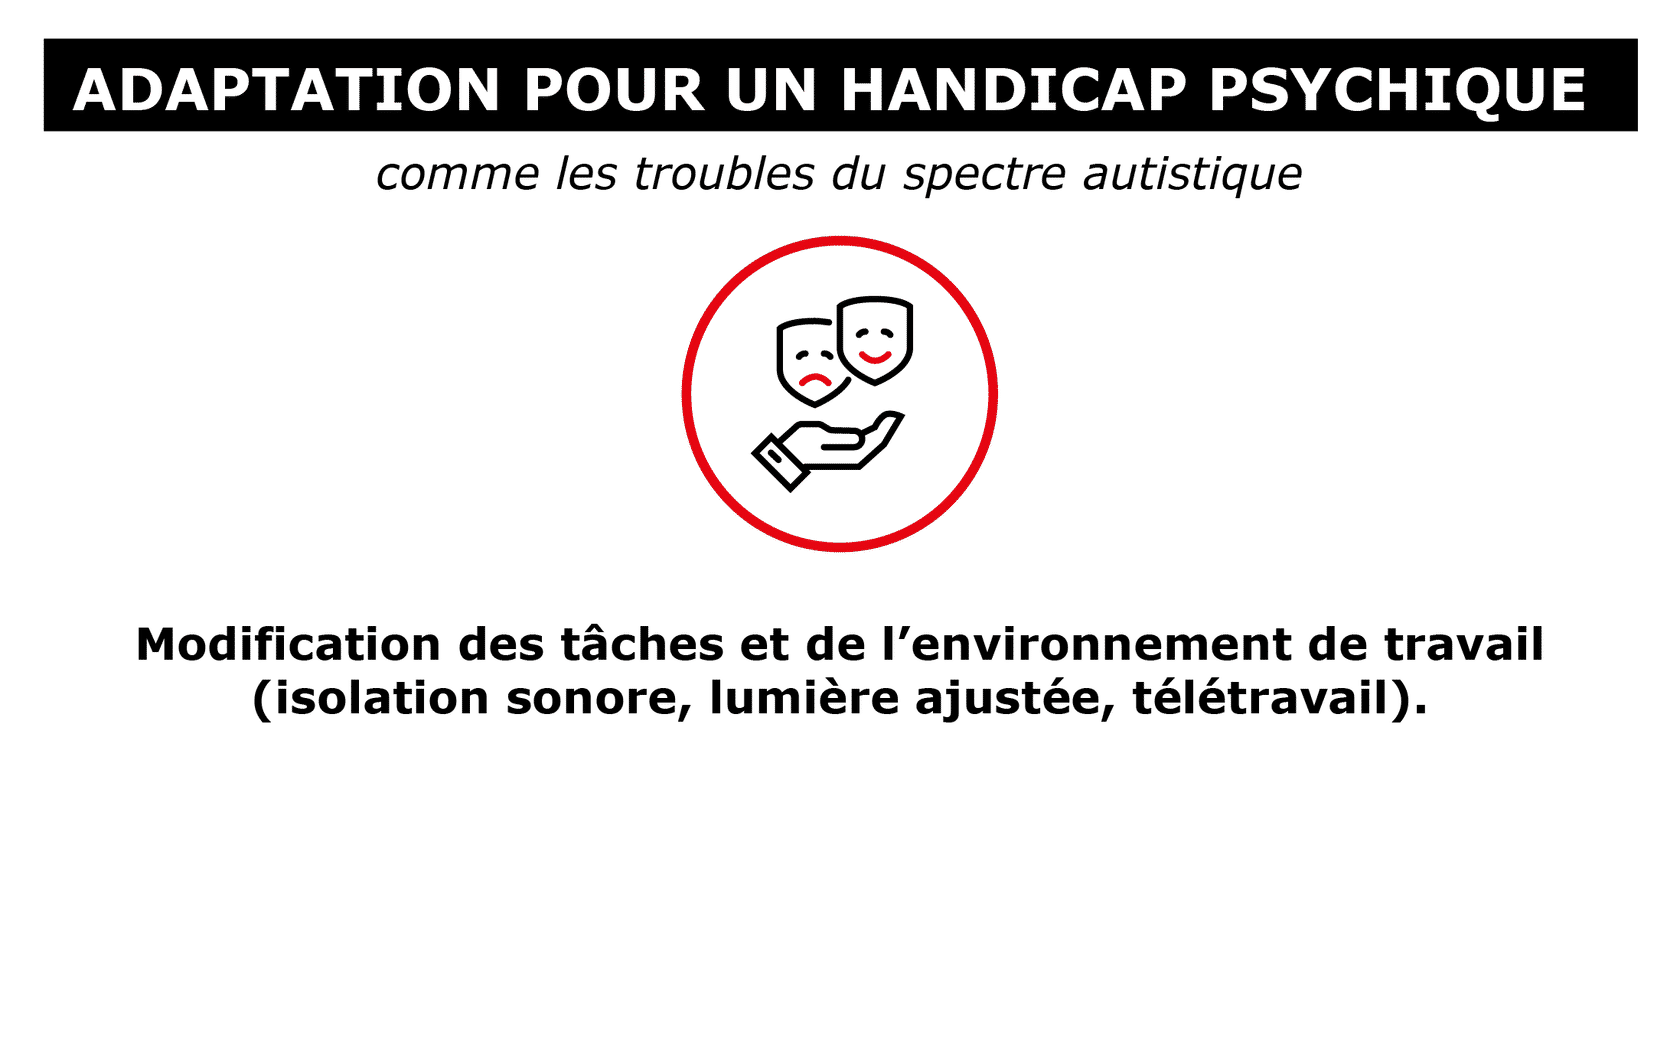 ADAPTATION POUR UN HANDICAP PSYCHIQUE
comme les troubles du spectre autistique
Modification des tâches et de l’environnement de travail
(isolation sonore, lumière ajustée, télétravail).